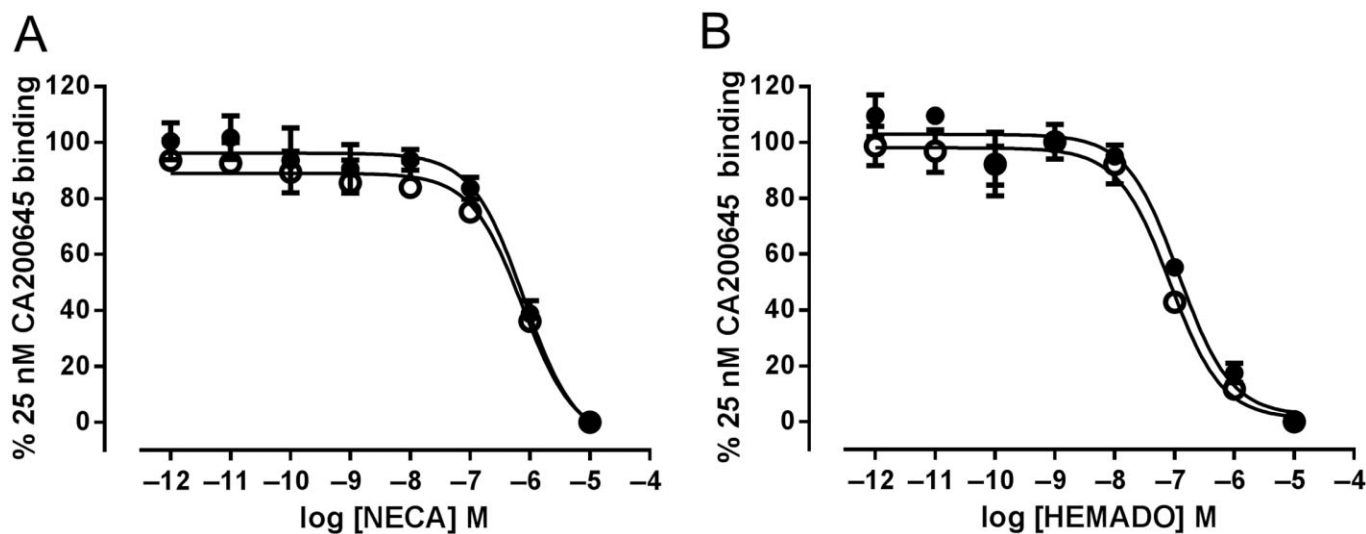 A
% 25 nM CA200645 binding
120
100
80
60
40
20
0
–12 –11 –10 –9 –8 –7 –6 –5 –4
log [NECA] M
B
% 25 nM CA200645 binding
120
100
80
60
40
20
0
–12 –11 –10 –9 –8 –7 –6 –5 –4
log [HEMADO] M